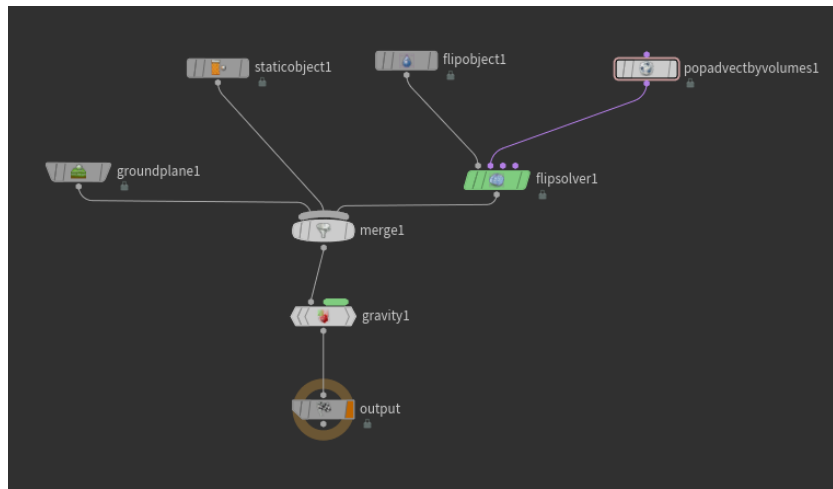 flipobject1
staticobject1
popadvectbyvolumes1
groundplane1
flipsolver1
merge1
gravity1
output